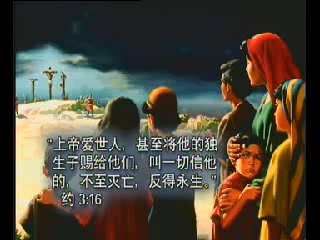 "上帝爱世人，甚至将他的独
生子赐给他们，叫一切信他
的，不至灭亡，反得永生。"
约 3:16